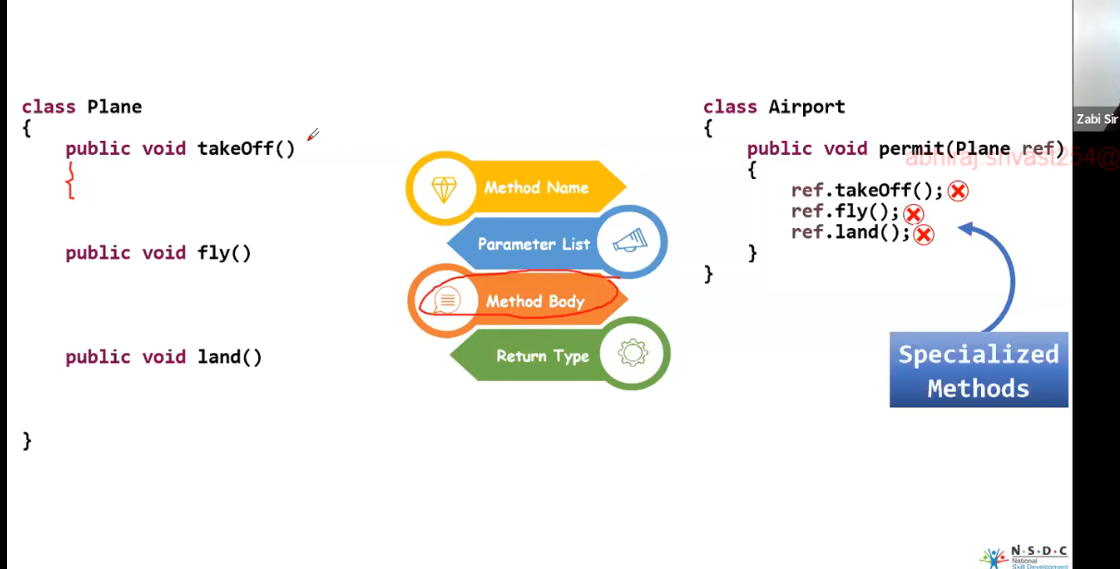 class Plane
{
public void takeOff()
{
public void fly()
public void land()
}
Method Name
Parameter List
Method Body
Return Type
class Airport
{
public void permit(Plane ref)
{
ref.takeOff();
ref.fly();
ref.land();
}
}
Specialized
Methods
Zabi Sir
abhiraj.srivast254@
N·S·D·C
National
Skill Development